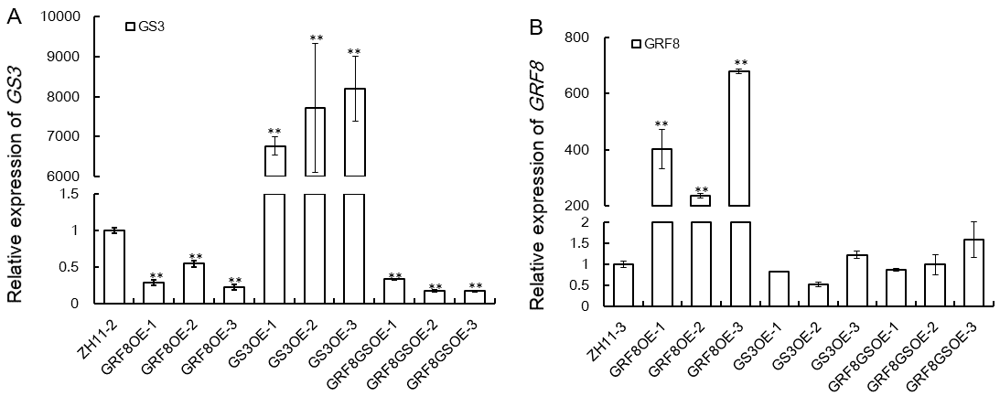 A
GS3
Relative expression of GS3
10000
9000
8000
7000
6000
1.5
1
0.5
0
** ** ** ** ** ** ** ** **
ZH11-2 GRF8OE-1 GRF8OE-2 GRF8OE-3 GS3OE-1 GS3OE-2 GS3OE-3 GRF8GSOE-1 GRF8GSOE-2 GRF8GSOE-3
B
GRF8
Relative expression of GRF8
800
600
400
200
2
1.5
1
0.5
0
** ** **
ZH11-3 GRF8OE-1 GRF8OE-2 GRF8OE-3 GS3OE-1 GS3OE-2 GS3OE-3 GRF8GSOE-1 GRF8GSOE-2 GRF8GSOE-3